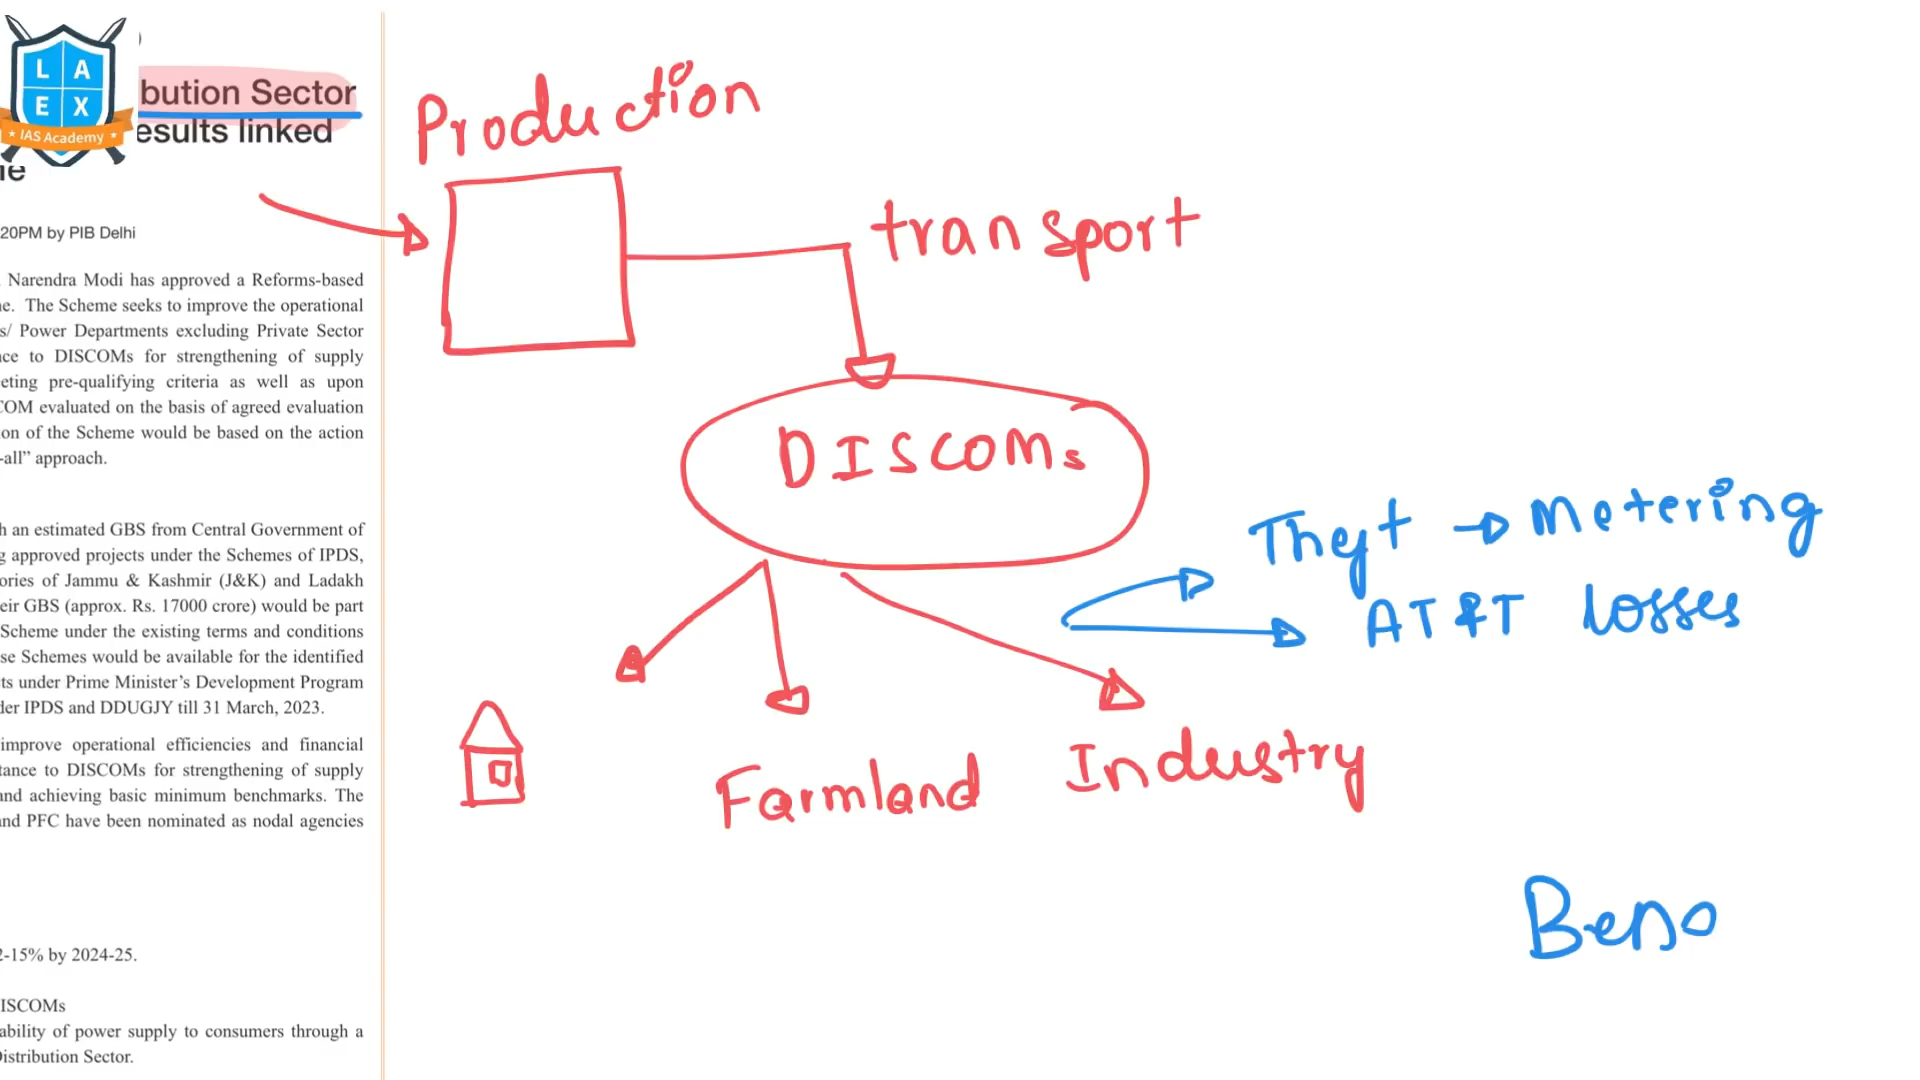 L A
E X
IAS Academy
bution Sector
esults linked
20PM by PIB Delhi
Narendra Modi has approved a Reforms-based
The Scheme seeks to improve the operational
s/ Power Departments excluding Private Sector
ce to DISCOMs for strengthening of supply
eting pre-qualifying criteria as well as upon
COM evaluated on the basis of agreed evaluation
on of the Scheme would be based on the action
-all” approach.
h an estimated GBS from Central Government of
g approved projects under the Schemes of IPDS,
ories of Jammu & Kashmir (J&K) and Ladakh
eir GBS (approx. Rs. 17000 crore) would be part
Scheme under the existing terms and conditions
se Schemes would be available for the identified
ts under Prime Minister’s Development Program
der IPDS and DDUGJY till 31 March, 2023.
improve operational efficiencies and financial
tance to DISCOMs for strengthening of supply
and achieving basic minimum benchmarks. The
and PFC have been nominated as nodal agencies
2-15% by 2024-25.
ISCOMs
ability of power supply to consumers through a
Distribution Sector.
Production
transport
DISCOMs
Theft → Metering
AT&T losses
Farmland
Industry
Beno